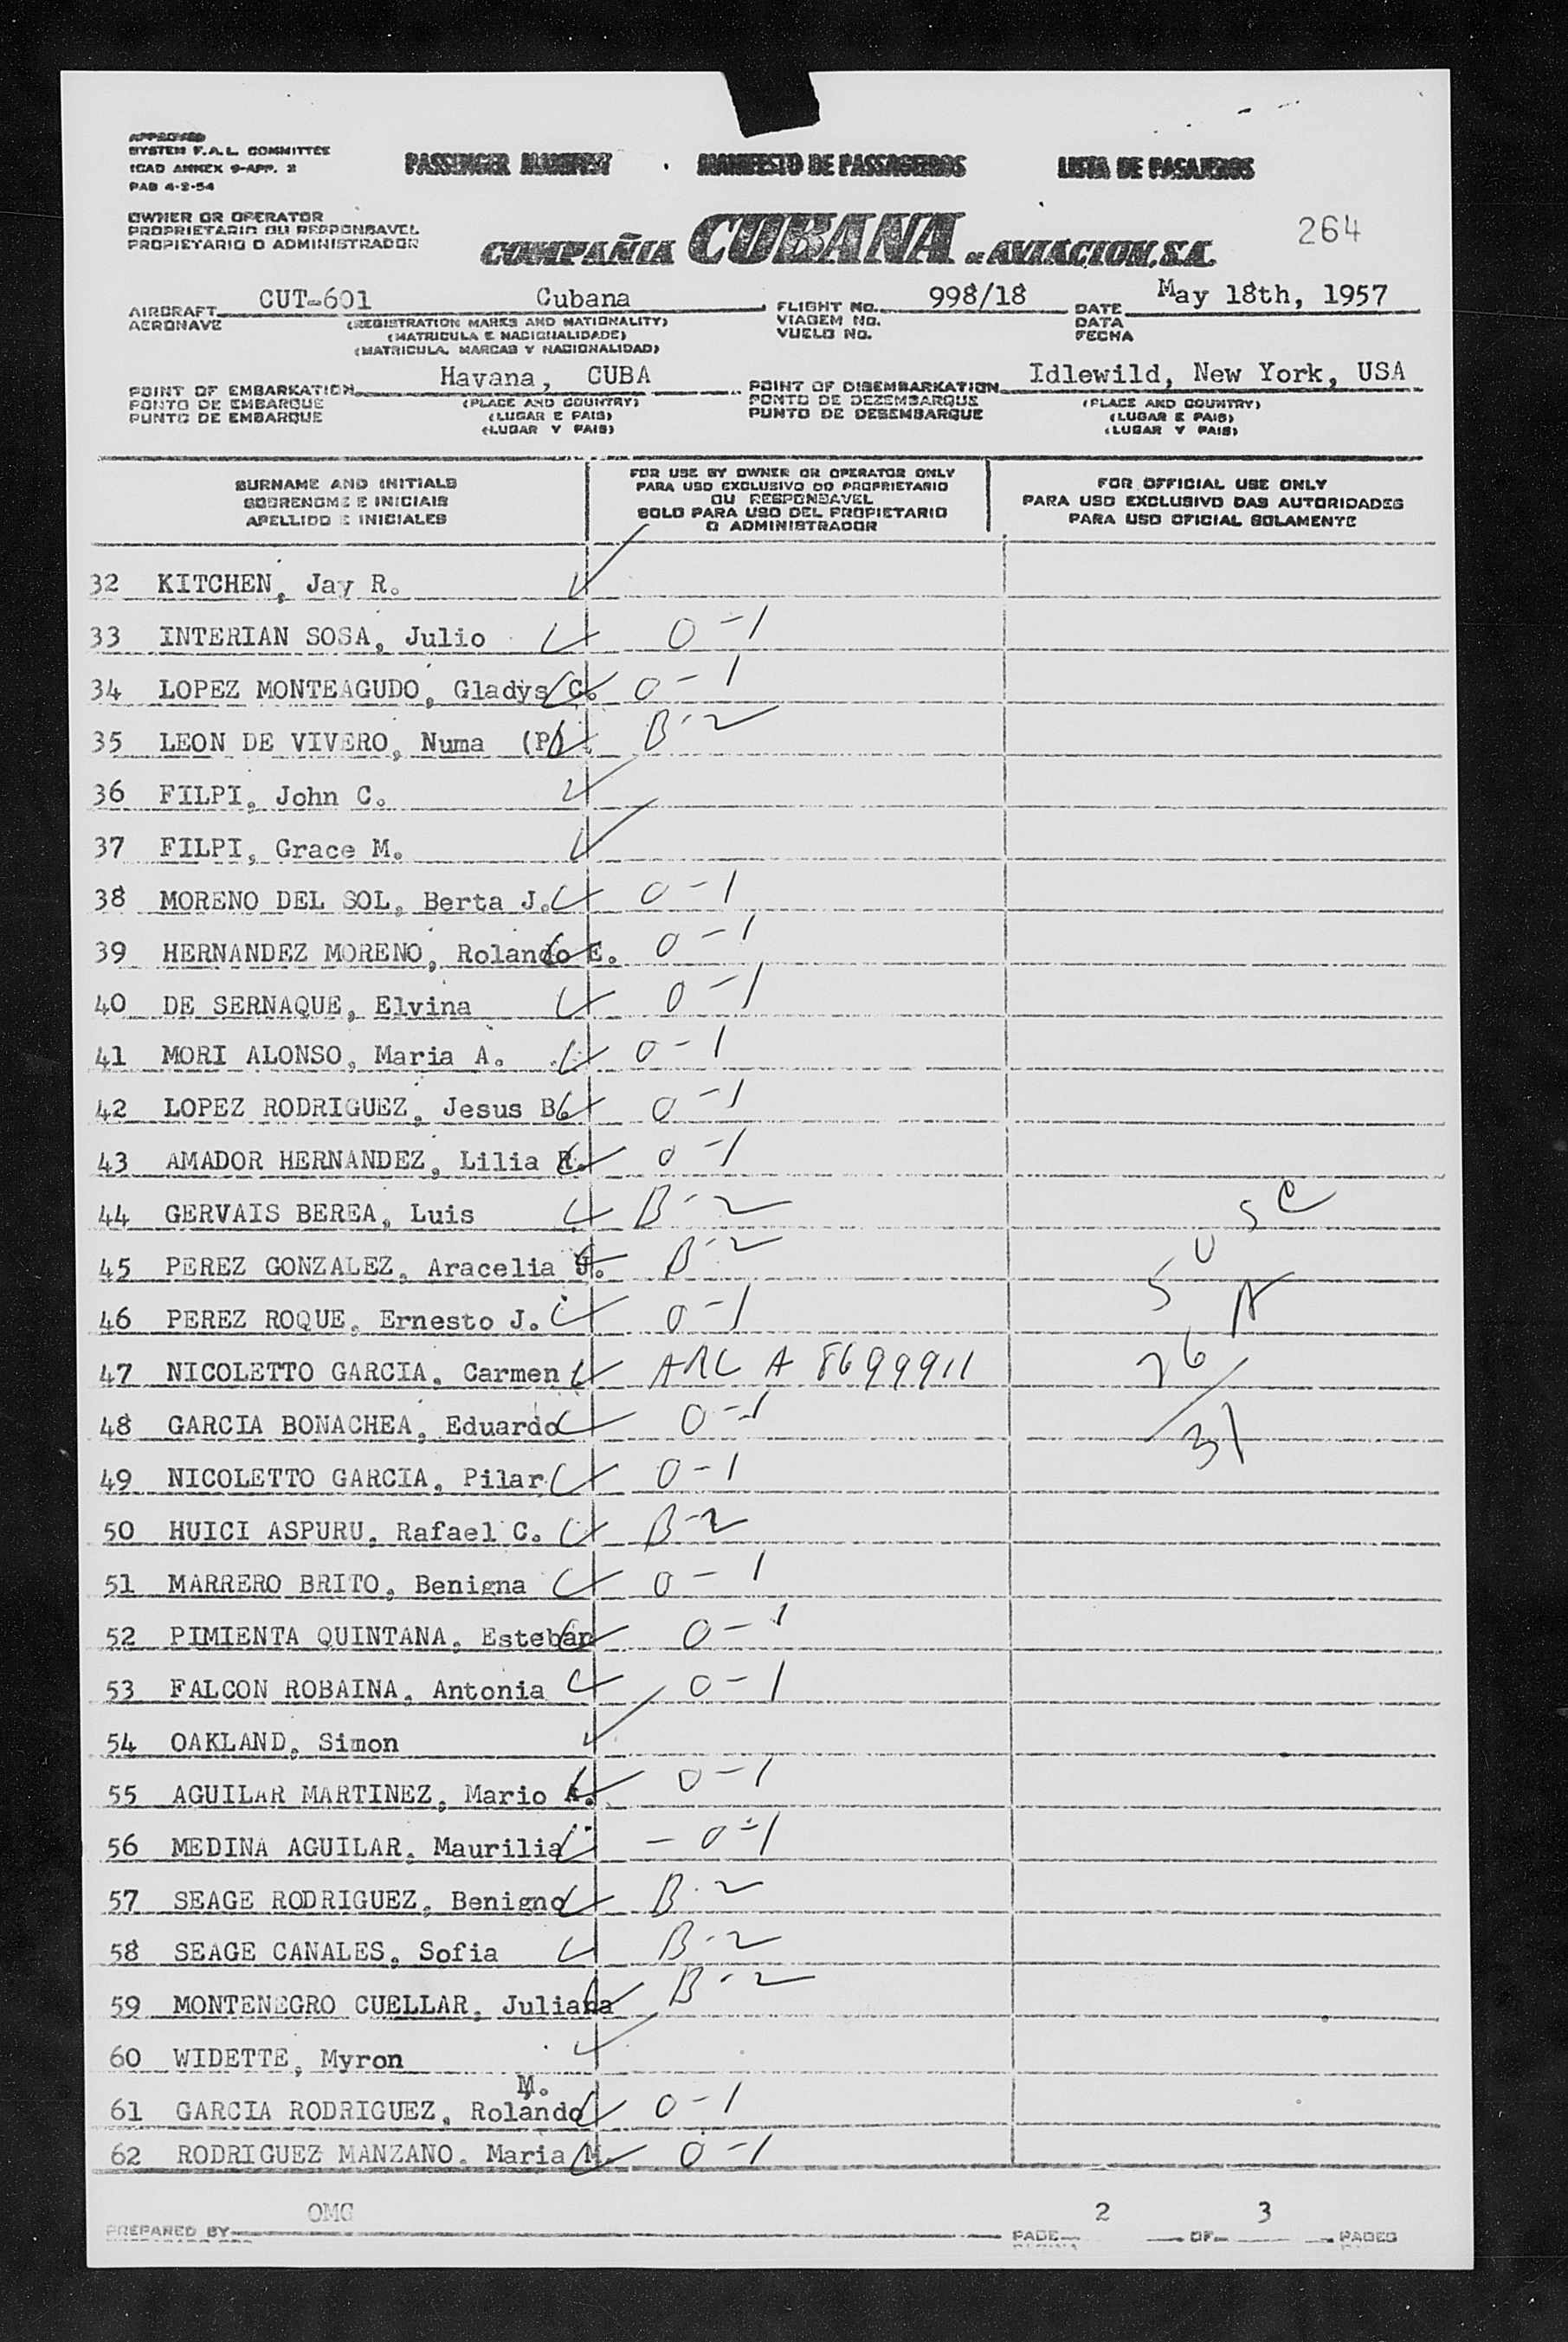 APPROVED
SYSTEM F.A.L. COMMITTEE
ICAO ANNEX 9-APP. 2
PAB 4-2-54
PASSENGER MANIFEST . MANIFESTO DE PASSAGEIROS LISTA DE PASAJEROS
OWNER OR OPERATOR
PROPRIETARIO OU RESPONSAVEL
PROPIETARIO O ADMINISTRADOR
COMPAÑIA CUBANA DE AVIACION, S.A.
264
AIRCRAFT CUT-601 Cubana FLIGHT NO. 998/18 DATE May 18th, 1957
AERONAVE (REGISTRATION MARKS AND NATIONALITY) VIAGEM NO. DATA
(MATRICULA E NACIONALIDADE) VUELO NO. FECHA
(MATRICULA, MARCAS Y NACIONALIDAD)
POINT OF EMBARKATION Havana, CUBA POINT OF DISEMBARKATION Idlewild, New York, USA
PONTO DE EMBARQUE (PLACE AND COUNTRY) PONTO DE DEZEMBARQUE (PLACE AND COUNTRY)
PUNTO DE EMBARQUE (LUGAR E PAIS) PUNTO DE DESEMBARQUE (LUGAR E PAIS)
(LUGAR Y PAIS) (LUGAR Y PAIS)
SURNAME AND INITIALS
SOBRENOME E INICIAIS
APELLIDO E INICIALES
FOR USE BY OWNER OR OPERATOR ONLY
PARA USO EXCLUSIVO DO PROPRIETARIO
OU RESPONSAVEL
SOLO PARA USO DEL PROPIETARIO
O ADMINISTRADOR
FOR OFFICIAL USE ONLY
PARA USO EXCLUSIVO DAS AUTORIDADES
PARA USO OFICIAL SOLAMENTE
32 KITCHEN, Jay R.
33 INTERIAN SOSA, Julio 0-1
34 LOPEZ MONTEAGUDO, Gladys C. 0-1
35 LEON DE VIVERO, Numa (P) B-2
36 FILPI, John C.
37 FILPI, Grace M.
38 MORENO DEL SOL, Berta J. 0-1
39 HERNANDEZ MORENO, Rolando E. 0-1
40 DE SERNAQUE, Elvina 0-1
41 MORI ALONSO, Maria A. 0-1
42 LOPEZ RODRIGUEZ, Jesus B. 0-1
43 AMADOR HERNANDEZ, Lilia R. 0-1
44 GERVAIS BEREA, Luis B-2 5 C
45 PEREZ GONZALEZ, Aracelia J. B-2 5 U
46 PEREZ ROQUE, Ernesto J. 0-1 A
47 NICOLETTO GARCIA, Carmen ARC A 8699911 26
48 GARCIA BONACHEA, Eduardo 0-1 31
49 NICOLETTO GARCIA, Pilar 0-1
50 HUICI ASPURU, Rafael C. B-2
51 MARRERO BRITO, Benigna 0-1
52 PIMIENTA QUINTANA, Esteban 0-1
53 FALCON ROBAINA, Antonia 0-1
54 OAKLAND, Simon
55 AGUILAR MARTINEZ, Mario A. 0-1
56 MEDINA AGUILAR, Maurilia - 0-1
57 SEAGE RODRIGUEZ, Benigno B-2
58 SEAGE CANALES, Sofia B-2
59 MONTENEGRO CUELLAR, Juliana B-2
60 WIDETTE, Myron
M.
61 GARCIA RODRIGUEZ, Rolando 0-1
62 RODRIGUEZ MANZANO, Maria M. 0-1
PREPARED BY OMG PAGE 2 OF 3 PAGES